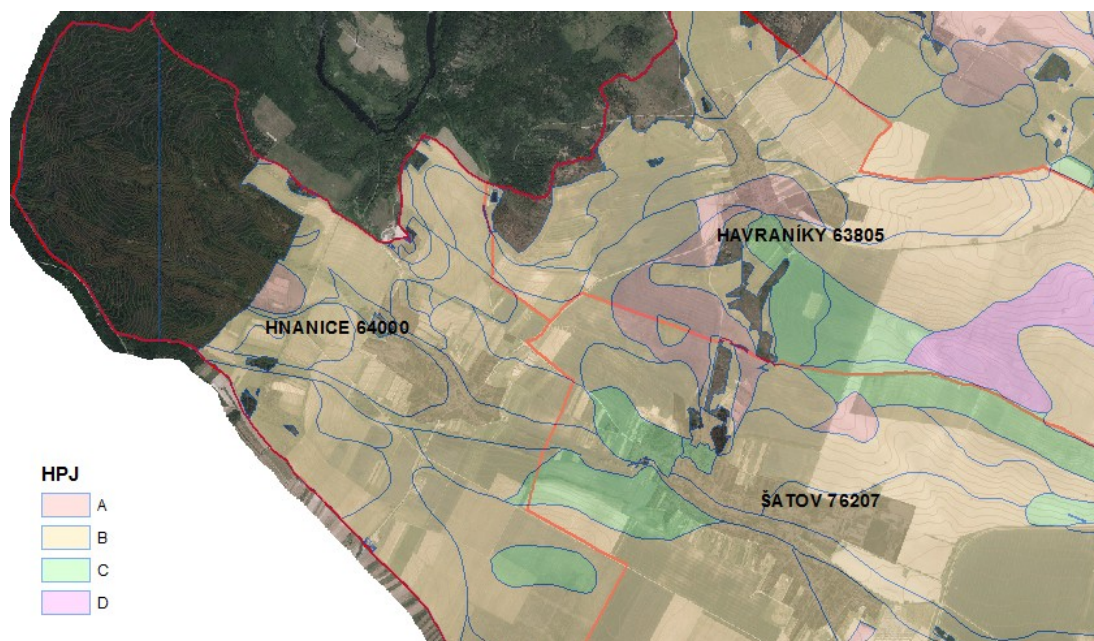 HAVRANÍKY 63805
HNANICE 64000
ŠATOV 76207
HPJ
A
B
C
D